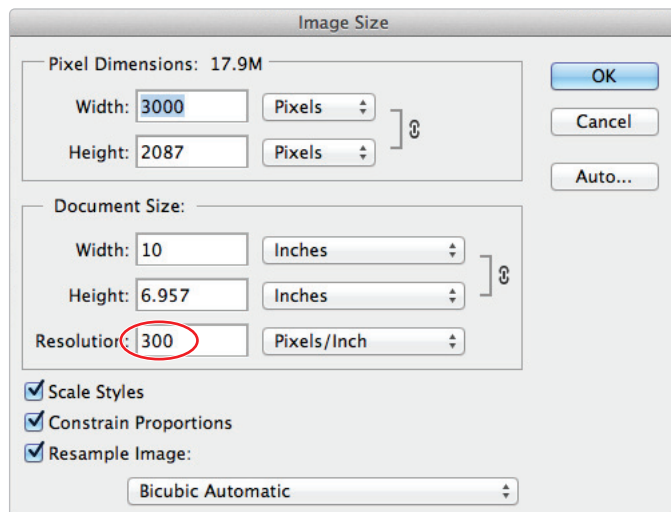 Image Size
Pixel Dimensions: 17.9M
Width: 3000 Pixels
Height: 2087 Pixels
OK
Cancel
Auto...
Document Size:
Width: 10 Inches
Height: 6.957 Inches
Resolution: 300 Pixels/Inch
Scale Styles
Constrain Proportions
Resample Image:
Bicubic Automatic